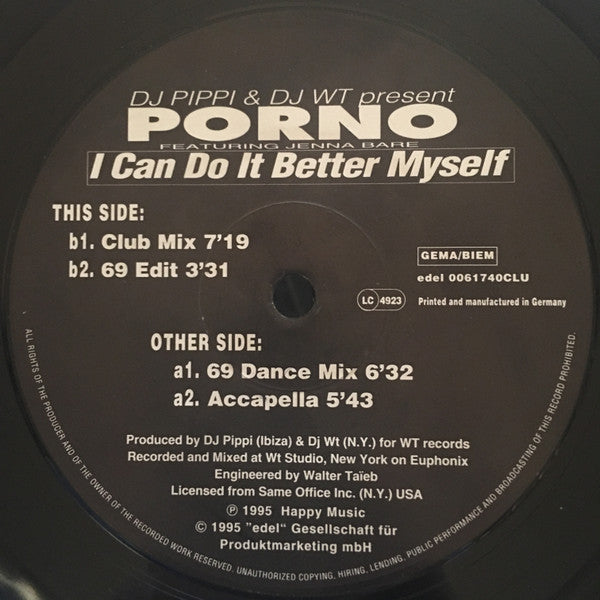 DJ PIPPI & DJ WT present
PORNO
FEATURING JENNA BARE
I Can Do It Better Myself
THIS SIDE:
b1. Club Mix 7'19
b2. 69 Edit 3'31
GEMA/BIEM
edel 0061740CLU
LC 4923
Printed and manufactured in Germany
OTHER SIDE:
a1. 69 Dance Mix 6'32
a2. Accapella 5'43
Produced by DJ Pippi (Ibiza) & Dj Wt (N.Y.) for WT records
Recorded and Mixed at Wt Studio, New York on Euphonix
Engineered by Walter Taïeb
Licensed from Same Office Inc. (N.Y.) USA
℗ 1995 Happy Music
© 1995 "edel" Gesellschaft für
Produktmarketing mbH
ALL RIGHTS OF THE PRODUCER AND OF THE OWNER OF THE RECORDED WORK RESERVED. UNAUTHORIZED COPYING, HIRING, LENDING, PUBLIC PERFORMANCE AND BROADCASTING OF THIS RECORD PROHIBITED.